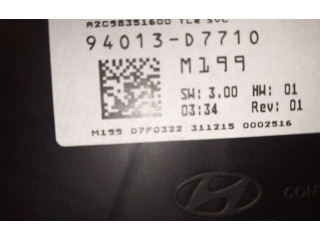 A2C98351600 TLe SVC
94013-D7710
M199
SW: 3.00 HW: 01
03:34 Rev: 01
M199 D7F0322 311215 0002516
CON